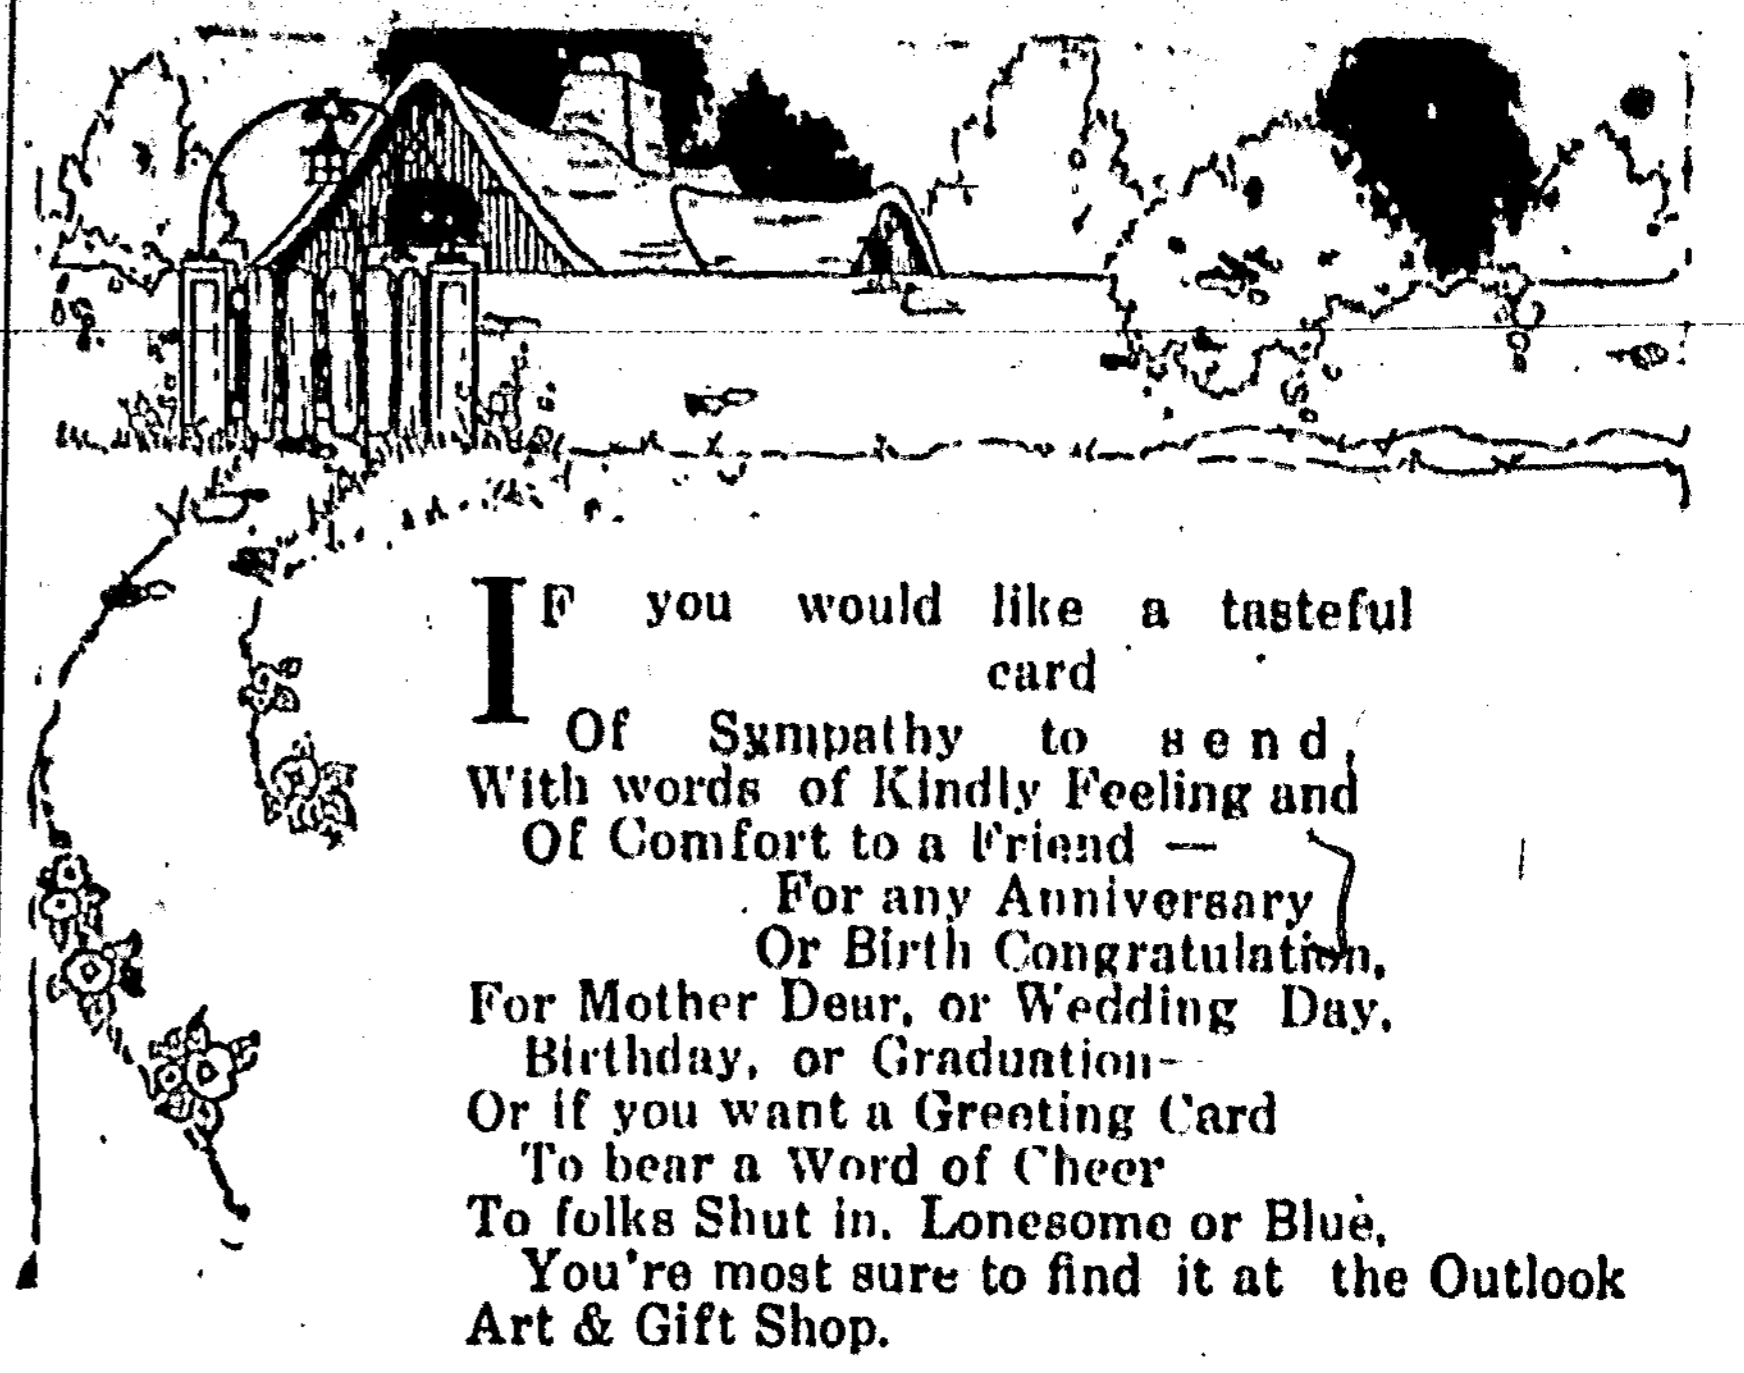 IF you would like a tasteful
card
Of Sympathy to send,
With words of Kindly Feeling and
Of Comfort to a Friend —
For any Anniversary
Or Birth Congratulation,
For Mother Dear, or Wedding Day,
Birthday, or Graduation-
Or if you want a Greeting Card
To bear a Word of Cheer
To folks Shut in, Lonesome or Blue,
You're most sure to find it at the Outlook
Art & Gift Shop.